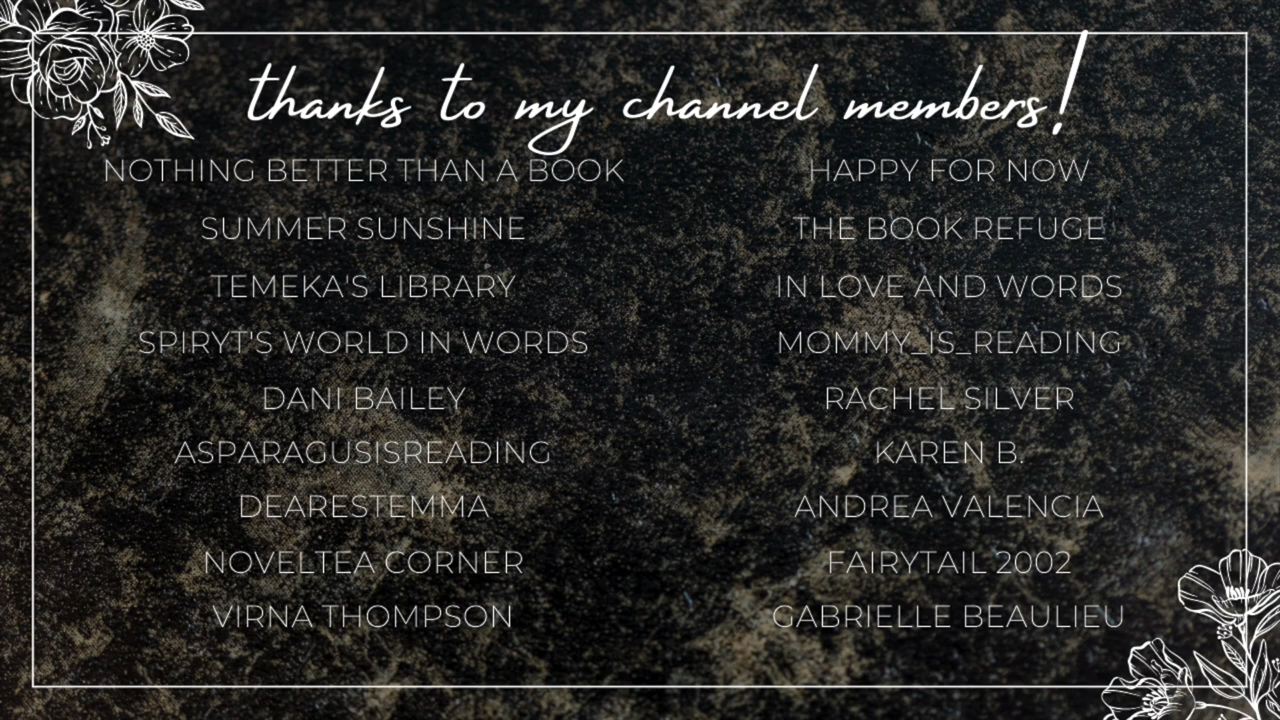 thanks to my channel members!
NOTHING BETTER THAN A BOOK
SUMMER SUNSHINE
TEMEKA'S LIBRARY
SPIRYT'S WORLD IN WORDS
DANI BAILEY
ASPARAGUSISREADING
DEARESTEMMA
NOVELTEA CORNER
VIRNA THOMPSON
HAPPY FOR NOW
THE BOOK REFUGE
IN LOVE AND WORDS
MOMMY_IS_READING
RACHEL SILVER
KAREN B.
ANDREA VALENCIA
FAIRYTAIL 2002
GABRIELLE BEAULIEU